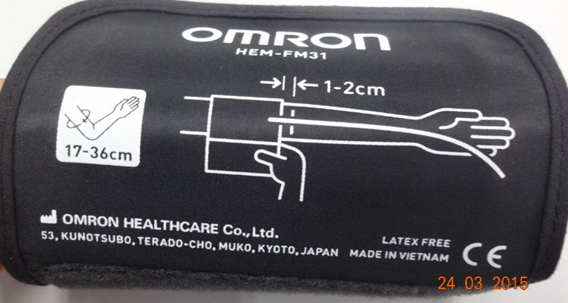 OMRON
HEM-FM31
1-2cm
17-36cm
OMRON HEALTHCARE Co., Ltd.
53, KUNOTSUBO, TERADO-CHO, MUKO, KYOTO, JAPAN
LATEX FREE
MADE IN VIETNAM
CE
24 03 2015